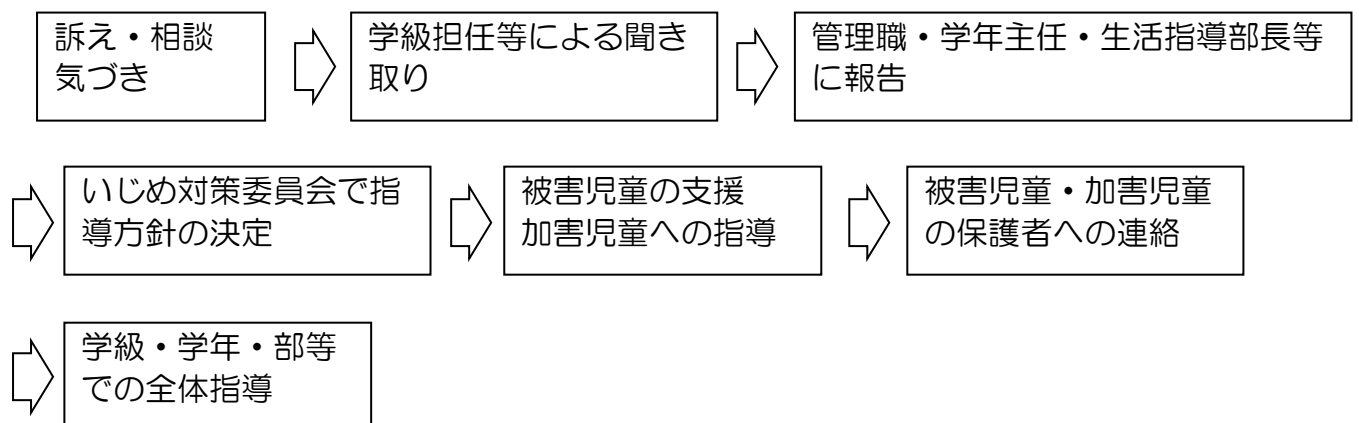 訴え・相談
気づき
学級担任等による聞き
取り
管理職・学年主任・生活指導部長等
に報告
いじめ対策委員会で指
導方針の決定
被害児童の支援
加害児童への指導
被害児童・加害児童
の保護者への連絡
学級・学年・部等
での全体指導